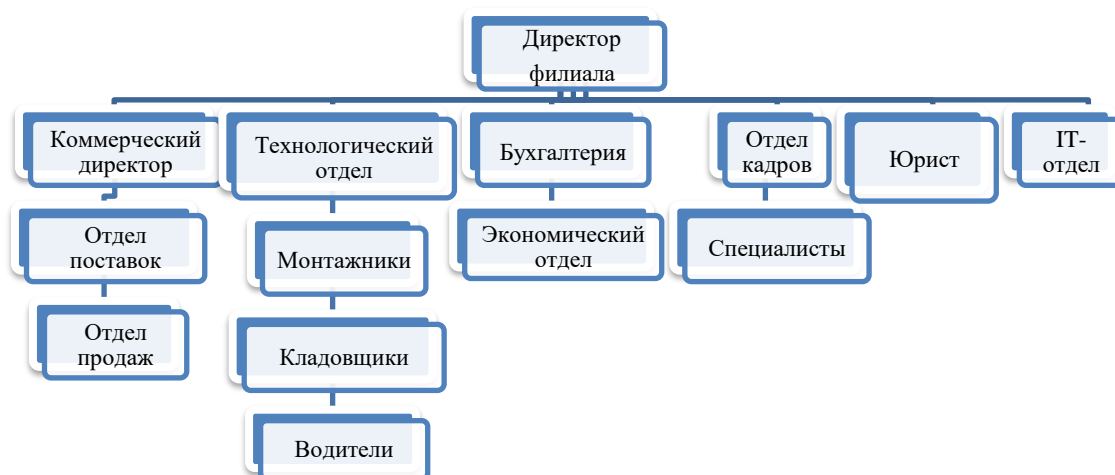 Директор
филиала
Коммерческий
директор
Технологический
отдел
Бухгалтерия
Отдел
кадров
Юрист
IT-
отдел
Отдел
поставок
Монтажники
Экономический
отдел
Специалисты
Отдел
продаж
Кладовщики
Водители